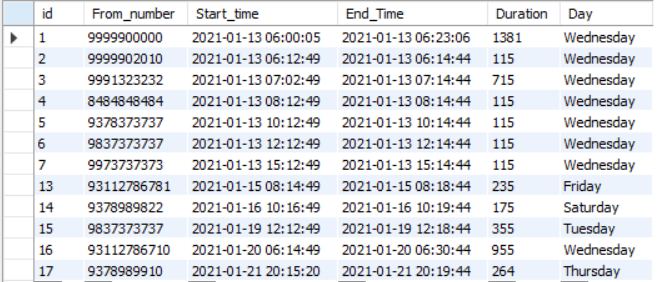 id From_number Start_time End_Time Duration Day
1 9999900000 2021-01-13 06:00:05 2021-01-13 06:23:06 1381 Wednesday
2 9999902010 2021-01-13 06:12:49 2021-01-13 06:14:44 115 Wednesday
3 9991323232 2021-01-13 07:02:49 2021-01-13 07:14:44 715 Wednesday
4 8484848484 2021-01-13 08:12:49 2021-01-13 08:14:44 115 Wednesday
5 9378373737 2021-01-13 10:12:49 2021-01-13 10:14:44 115 Wednesday
6 9837373737 2021-01-13 12:12:49 2021-01-13 12:14:44 115 Wednesday
7 9973737373 2021-01-13 15:12:49 2021-01-13 15:14:44 115 Wednesday
13 93112786781 2021-01-15 08:14:49 2021-01-15 08:18:44 235 Friday
14 9378989822 2021-01-16 10:16:49 2021-01-16 10:19:44 175 Saturday
15 9837373737 2021-01-19 12:12:49 2021-01-19 12:18:44 355 Tuesday
16 93112786710 2021-01-20 06:14:49 2021-01-20 06:30:44 955 Wednesday
17 9378989910 2021-01-21 20:15:20 2021-01-21 20:19:44 264 Thursday